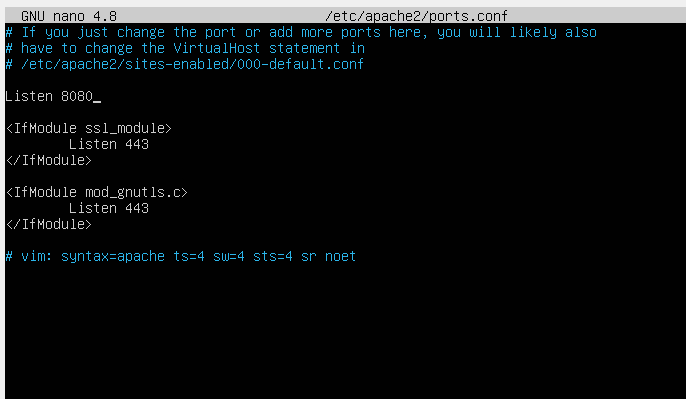 GNU nano 4.8 /etc/apache2/ports.conf
# If you just change the port or add more ports here, you will likely also
# have to change the VirtualHost statement in
# /etc/apache2/sites-enabled/000-default.conf
Listen 8080_
<IfModule ssl_module>
Listen 443
</IfModule>
<IfModule mod_gnutls.c>
Listen 443
</IfModule>
# vim: syntax=apache ts=4 sw=4 sts=4 sr noet